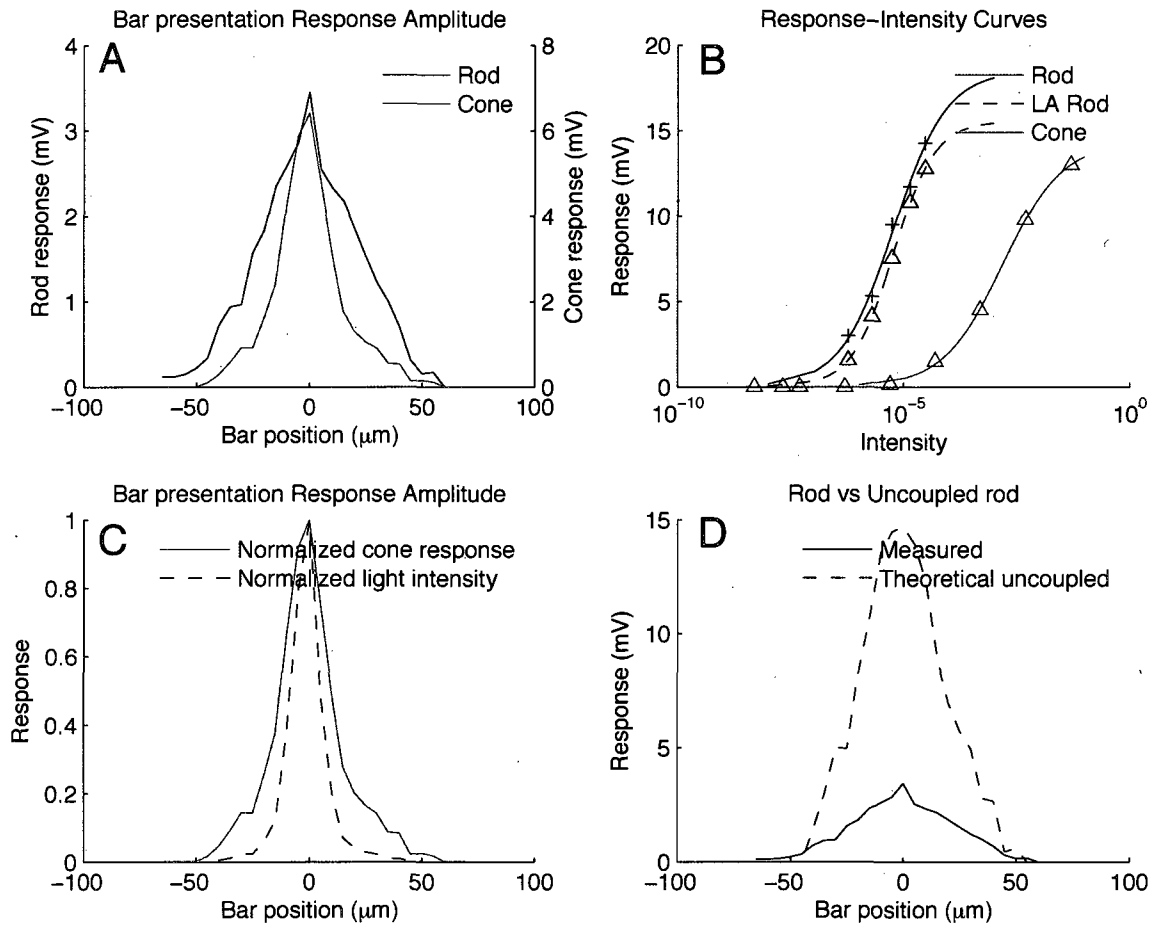 Bar presentation Response Amplitude
A
Rod
Cone
4
3
2
1
0
8
6
4
2
0
Rod response (mV)
Cone response (mV)
−100
−50
0
50
100
Bar position (μm)
Response−Intensity Curves
B
Rod
LA Rod
Cone
20
15
10
5
0
Response (mV)
10⁻¹⁰
10⁻⁵
10⁰
Intensity
Bar presentation Response Amplitude
C
Normalized cone response
Normalized light intensity
1
0.8
0.6
0.4
0.2
0
Response
−100
−50
0
50
100
Bar position (μm)
Rod vs Uncoupled rod
D
Measured
Theoretical uncoupled
15
10
5
0
Response (mV)
−100
−50
0
50
100
Bar position (μm)